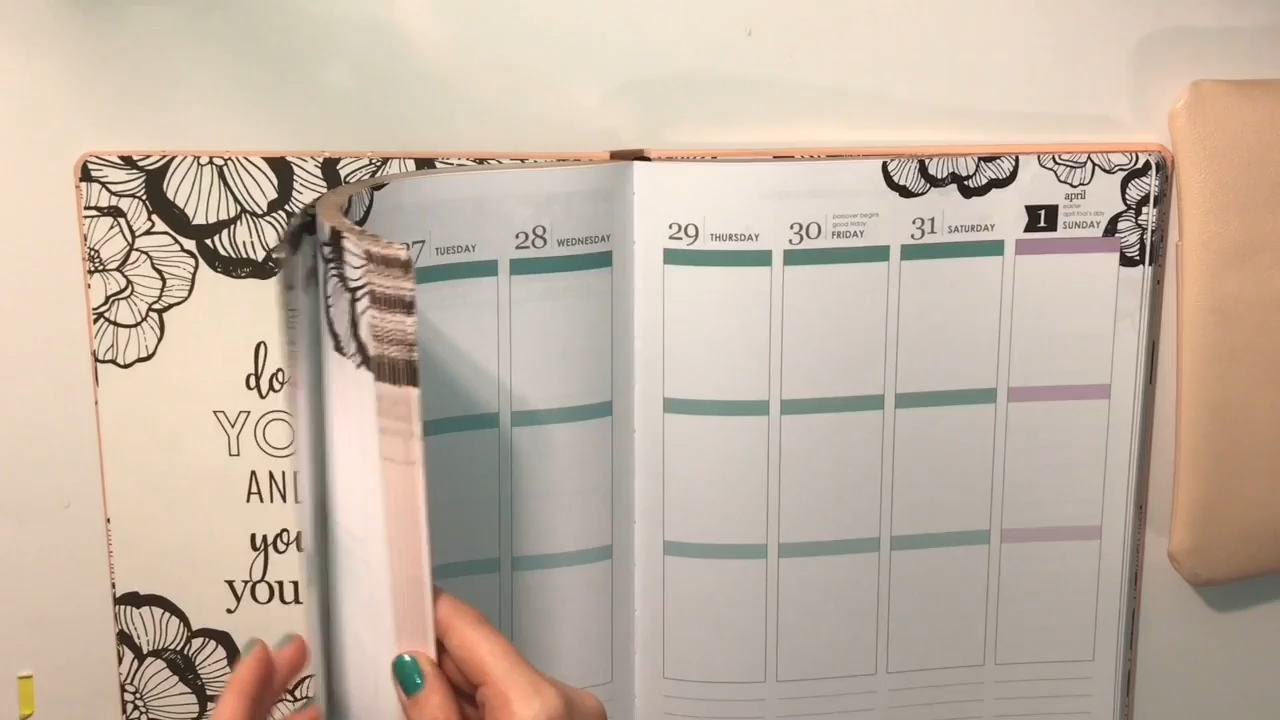 do
YO
AND
you
you
27 TUESDAY
28 WEDNESDAY
29 THURSDAY
30 passover begins
good friday
FRIDAY
31 SATURDAY
april
easter
april fool's day
1 SUNDAY